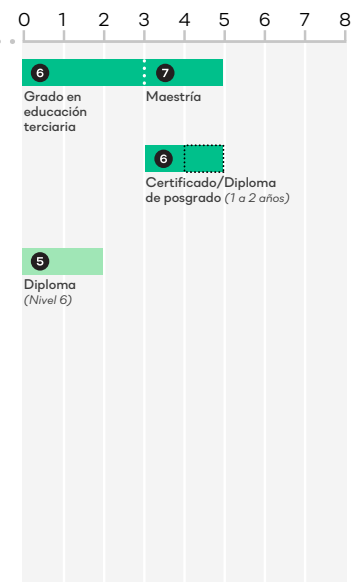 0 1 2 3 4 5 6 7 8
6 7
Grado en
educación
terciaria
Maestría
6
Certificado/Diploma
de posgrado (1 a 2 años)
5
Diploma
(Nivel 6)